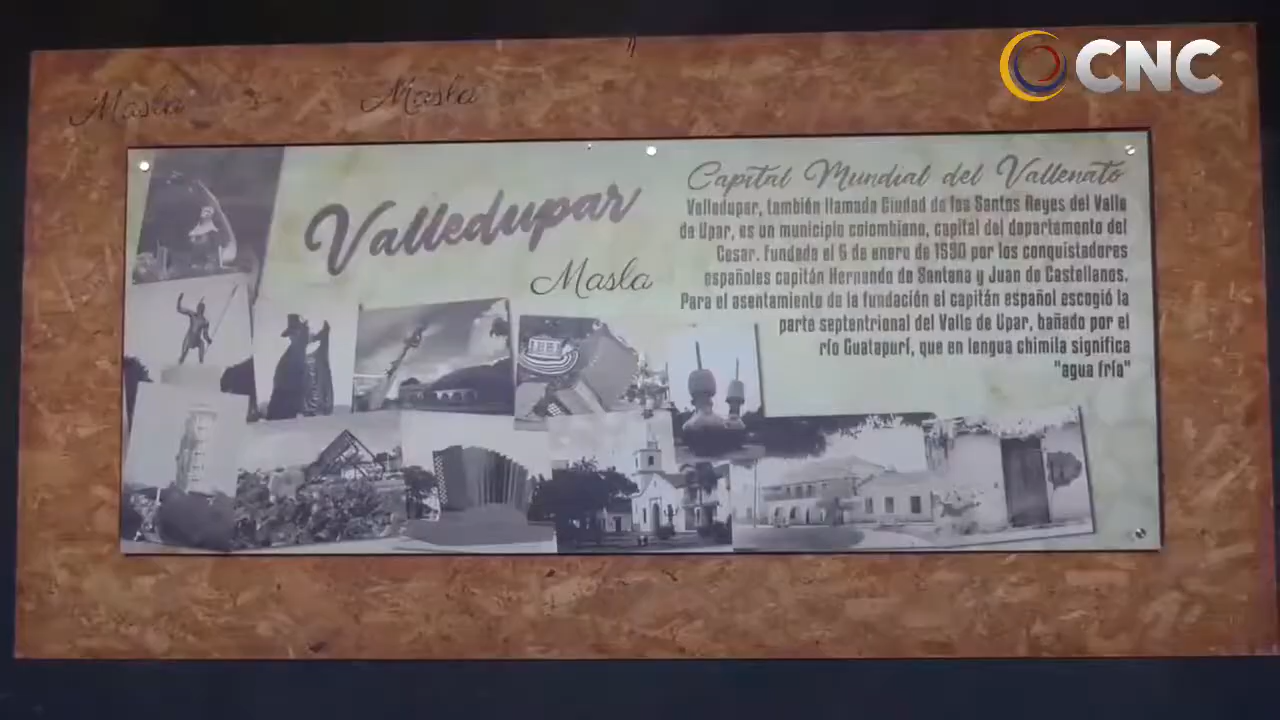 CNC
Masla
Masla
Valledupar
Masla
Capital Mundial del Vallenato
Valledupar, también llamada Ciudad de los Santos Reyes del Valle
de Upar, es un municipio colombiano, capital del departamento del
Cesar. Fundada el 6 de enero de 1550 por los conquistadores
españoles capitán Hernando de Santana y Juan de Castellanos.
Para el asentamiento de la fundación el capitán español escogió la
parte septentrional del Valle de Upar, bañado por el
río Guatapurí, que en lengua chimila significa
"agua fría"